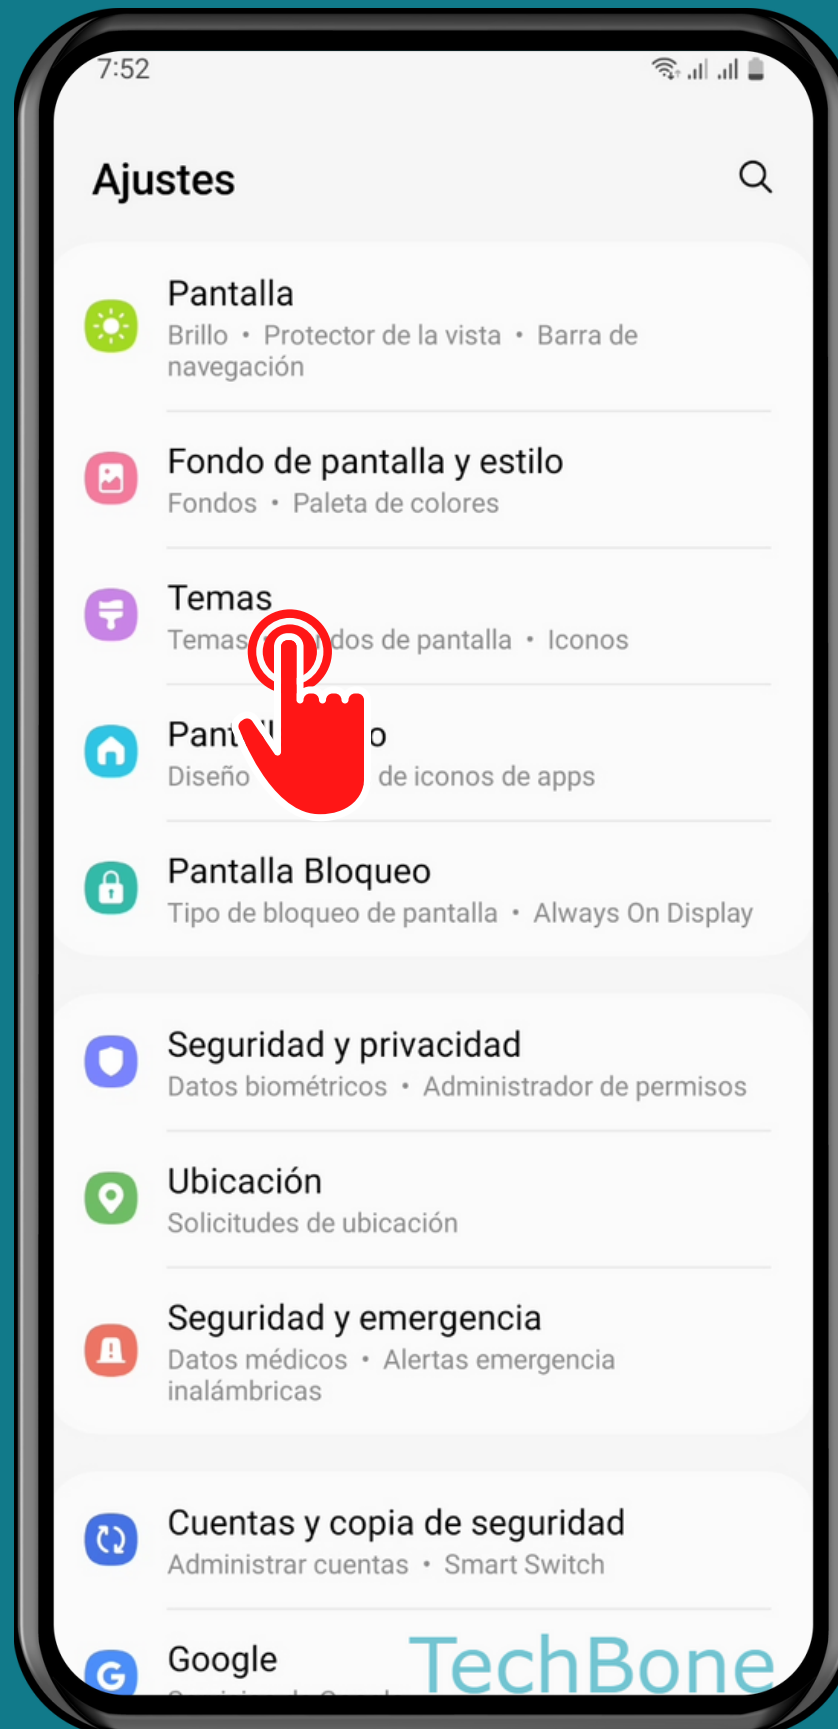 7:52
Ajustes
Pantalla
Brillo • Protector de la vista • Barra de
navegación
Fondo de pantalla y estilo
Fondos • Paleta de colores
Temas
Temas dos de pantalla • Iconos
Pant o
Diseño de iconos de apps
Pantalla Bloqueo
Tipo de bloqueo de pantalla • Always On Display
Seguridad y privacidad
Datos biométricos • Administrador de permisos
Ubicación
Solicitudes de ubicación
Seguridad y emergencia
Datos médicos • Alertas emergencia
inalámbricas
Cuentas y copia de seguridad
Administrar cuentas • Smart Switch
Google
TechBone